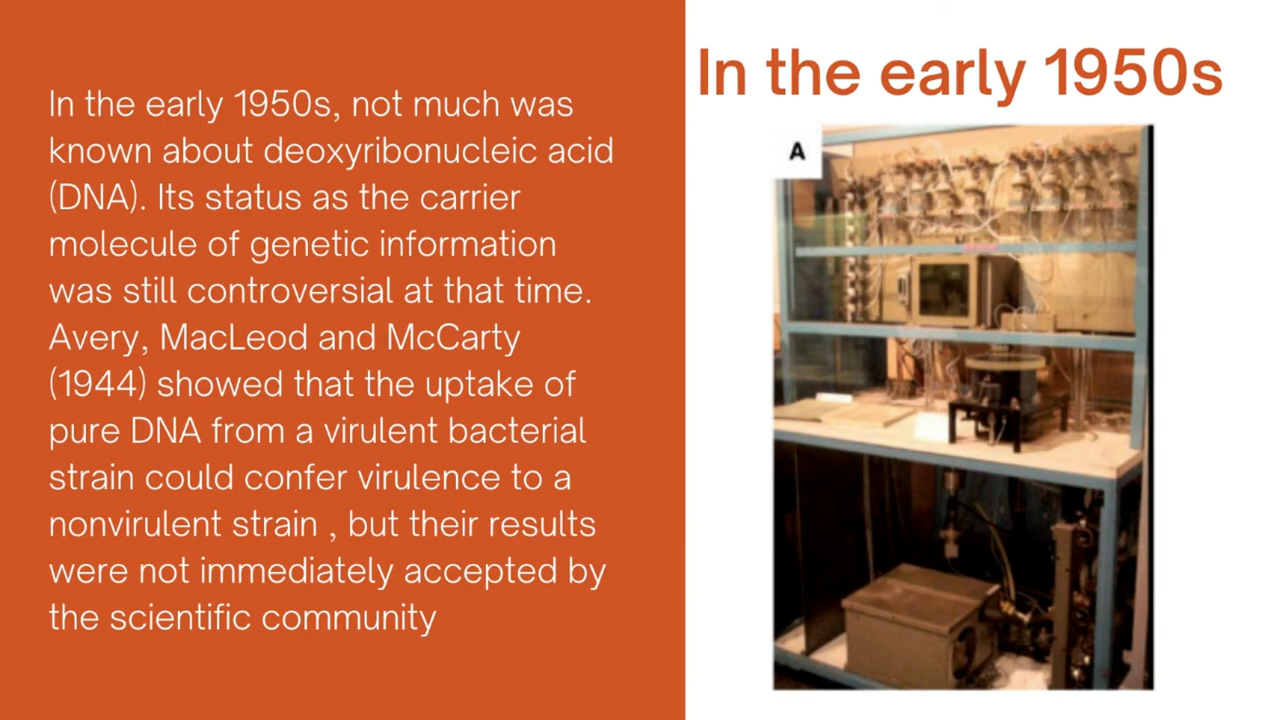 In the early 1950s
In the early 1950s, not much was
known about deoxyribonucleic acid
(DNA). Its status as the carrier
molecule of genetic information
was still controversial at that time.
Avery, MacLeod and McCarty
(1944) showed that the uptake of
pure DNA from a virulent bacterial
strain could confer virulence to a
nonvirulent strain , but their results
were not immediately accepted by
the scientific community
A